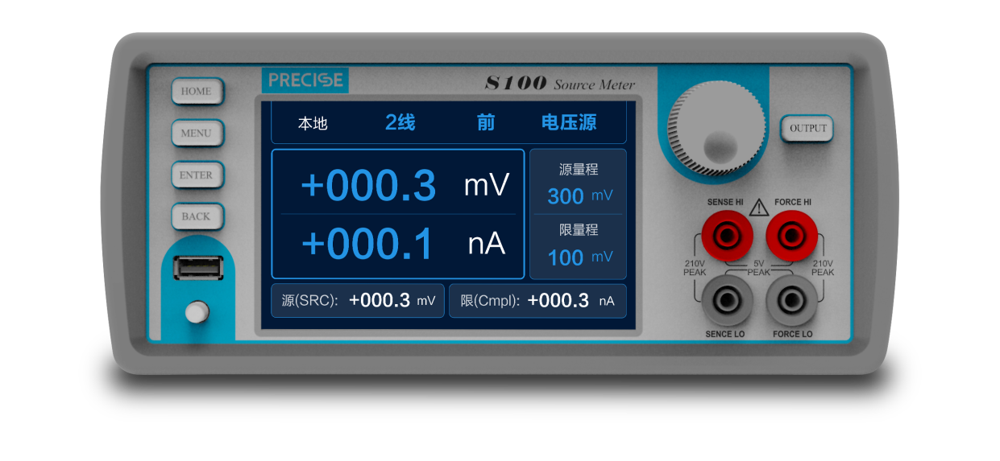 HOME
MENU
ENTER
BACK
PRECISE
S100 Source Meter
本地 2线 前 电压源
+000.3 mV
+000.1 nA
源量程
300 mV
限量程
100 mV
源(SRC): +000.3 mV
限(Cmpl): +000.3 nA
OUTPUT
SENSE HI
FORCE HI
210V
PEAK
5V
PEAK
210V
PEAK
SENCE LO
FORCE LO